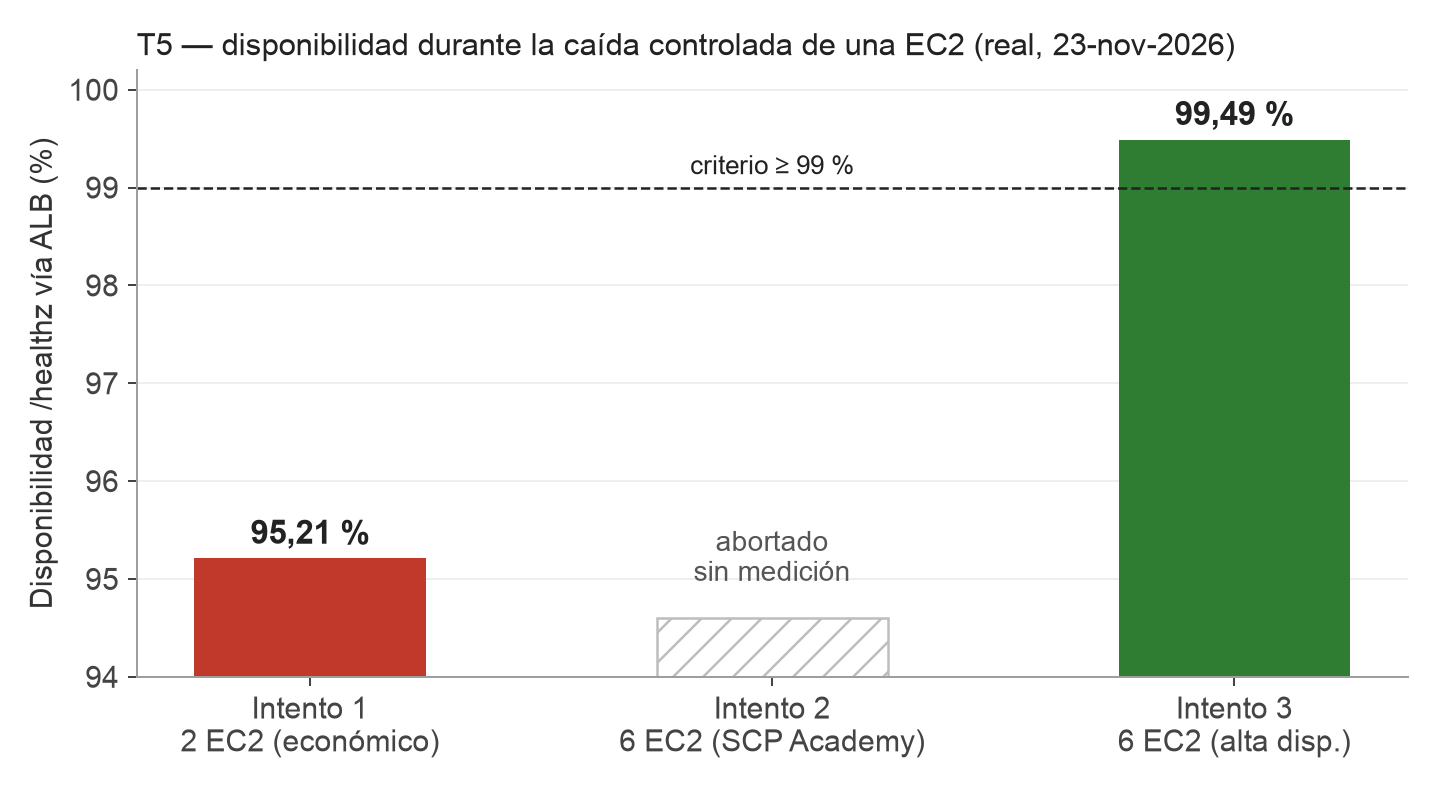 T5 — disponibilidad durante la caída controlada de una EC2 (real, 23-nov-2026)
Disponibilidad /healthz vía ALB (%)
100
99
98
97
96
95
94
criterio ≥ 99 %
95,21 %
abortado
sin medición
99,49 %
Intento 1
2 EC2 (económico)
Intento 2
6 EC2 (SCP Academy)
Intento 3
6 EC2 (alta disp.)